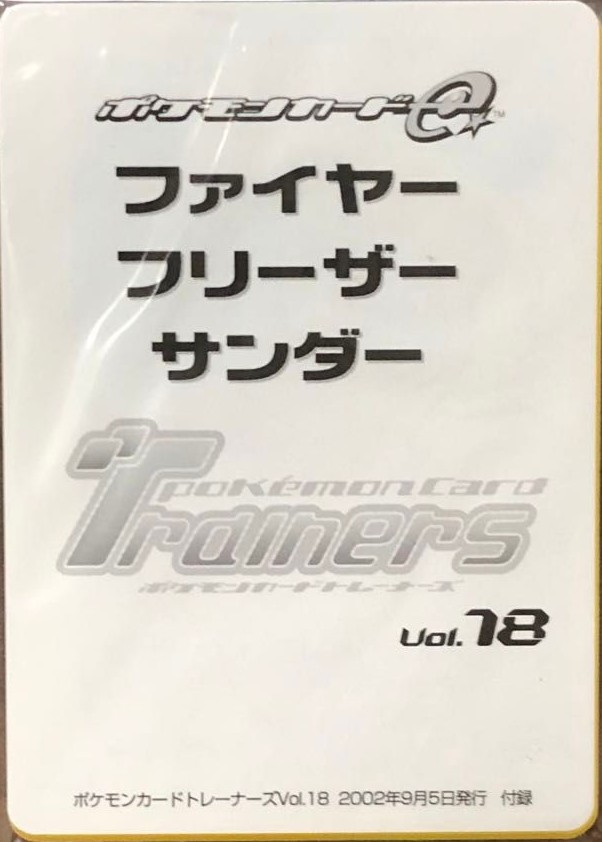 ポケモンカードe™
ファイヤー
フリーザー
サンダー
Pokémon Card
Trainers
ポケモンカードトレーナーズ
Vol.18
ポケモンカードトレーナーズVol.18 2002年9月5日発行 付録